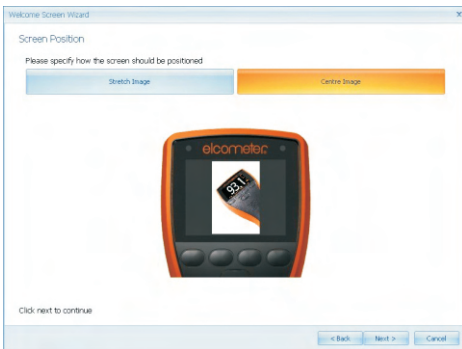 Welcome Screen Wizard
Screen Position
Please specify how the screen should be positioned
Stretch Image
Centre Image
elcometer
93.1
Click next to continue
< Back
Next >
Cancel